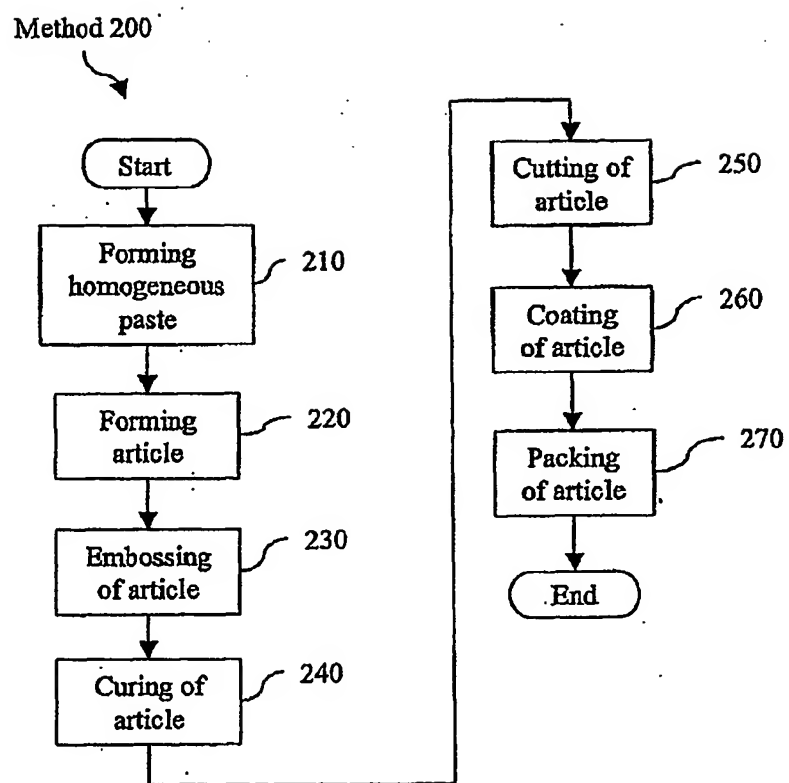 Method 200
Start
Forming
homogeneous
paste
210
Forming
article
220
Embossing
of article
230
Curing of
article
240
Cutting of
article
250
Coating
of article
260
Packing
of article
270
End